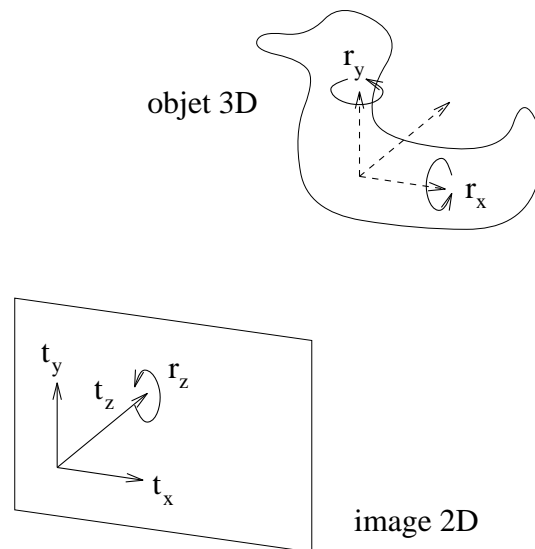 r_y
objet 3D
r_x
t_y
t_z
r_z
t_x
image 2D